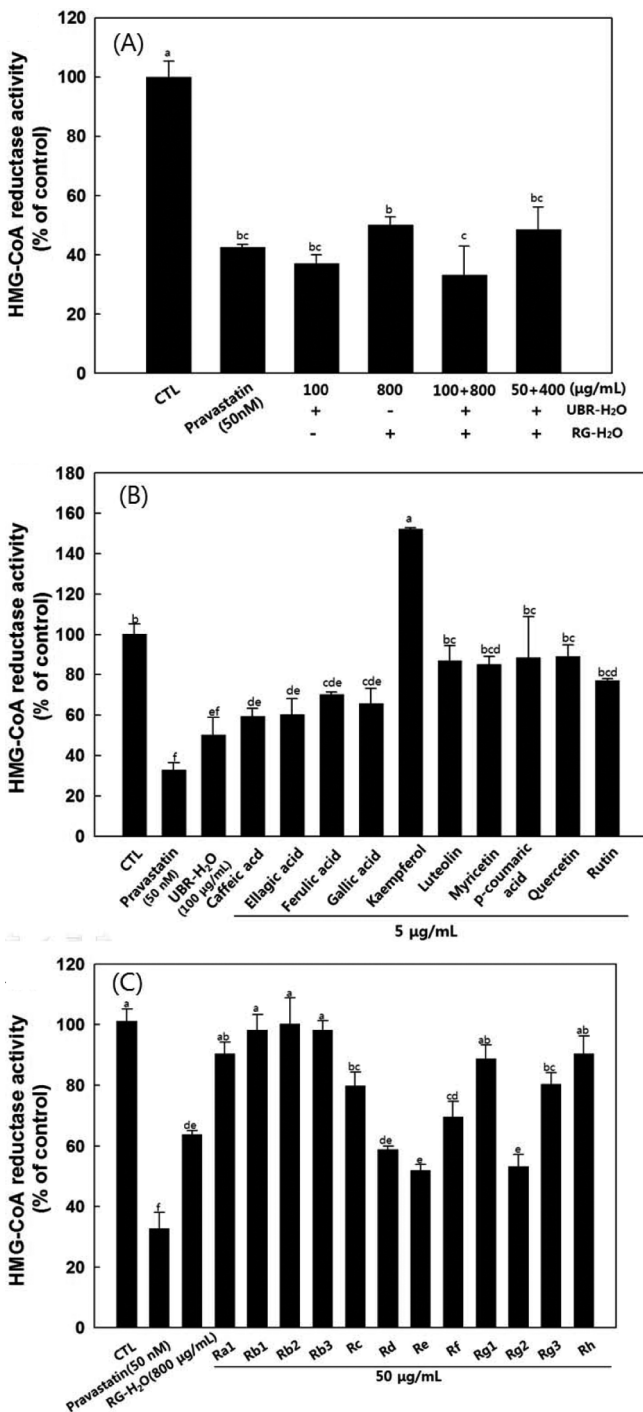 (A)
HMG-CoA reductase activity
(% of control)
120
100
80
60
40
20
0
a
bc
bc
b
c
bc
CTL
Pravastatin
(50nM)
100 800 100+800 50+400 (μg/mL)
+ - + + UBR-H₂O
- + + + RG-H₂O
(B)
HMG-CoA reductase activity
(% of control)
180
160
140
120
100
80
60
40
20
0
b
f
ef
de
de
cde
cde
a
bc
bcd
bc
bc
bcd
CTL
Pravastatin
(50 nM)
UBR-H₂O
(100 μg/mL)
Caffeic acd
Ellagic acid
Ferulic acid
Gallic acid
Kaempferol
Luteolin
Myricetin
p-coumaric
acid
Quercetin
Rutin
5 μg/mL
(C)
HMG-CoA reductase activity
(% of control)
120
100
80
60
40
20
0
a
f
de
ab
a
a
a
bc
de
e
cd
ab
e
bc
ab
CTL
Pravastatin(50 nM)
RG-H₂O(800 μg/mL)
Ra1
Rb1
Rb2
Rb3
Rc
Rd
Re
Rf
Rg1
Rg2
Rg3
Rh
50 μg/mL